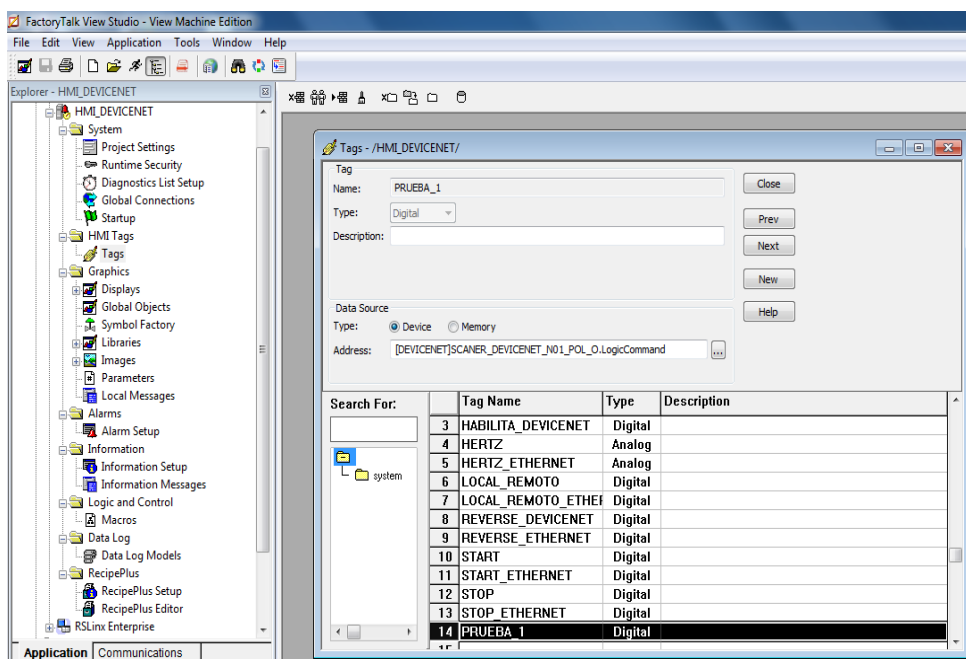 FactoryTalk View Studio - View Machine Edition
File Edit View Application Tools Window Help
Explorer - HMI_DEVICENET
HMI_DEVICENET
System
Project Settings
Runtime Security
Diagnostics List Setup
Global Connections
Startup
HMI Tags
Tags
Graphics
Displays
Global Objects
Symbol Factory
Libraries
Images
Parameters
Local Messages
Alarms
Alarm Setup
Information
Information Setup
Information Messages
Logic and Control
Macros
Data Log
Data Log Models
RecipePlus
RecipePlus Setup
RecipePlus Editor
RSLinx Enterprise
Application Communications
Tags - /HMI_DEVICENET/
Tag
Name: PRUEBA_1
Type: Digital
Description:
Close
Prev
Next
New
Help
Data Source
Type: Device Memory
Address: [DEVICENET]SCANER_DEVICENET_N01_POL_O.LogicCommand ...
Search For:
system
Tag Name Type Description
3 HABILITA_DEVICENET Digital
4 HERTZ Analog
5 HERTZ_ETHERNET Analog
6 LOCAL_REMOTO Digital
7 LOCAL_REMOTO_ETHEF Digital
8 REVERSE_DEVICENET Digital
9 REVERSE_ETHERNET Digital
10 START Digital
11 START_ETHERNET Digital
12 STOP Digital
13 STOP_ETHERNET Digital
14 PRUEBA_1 Digital